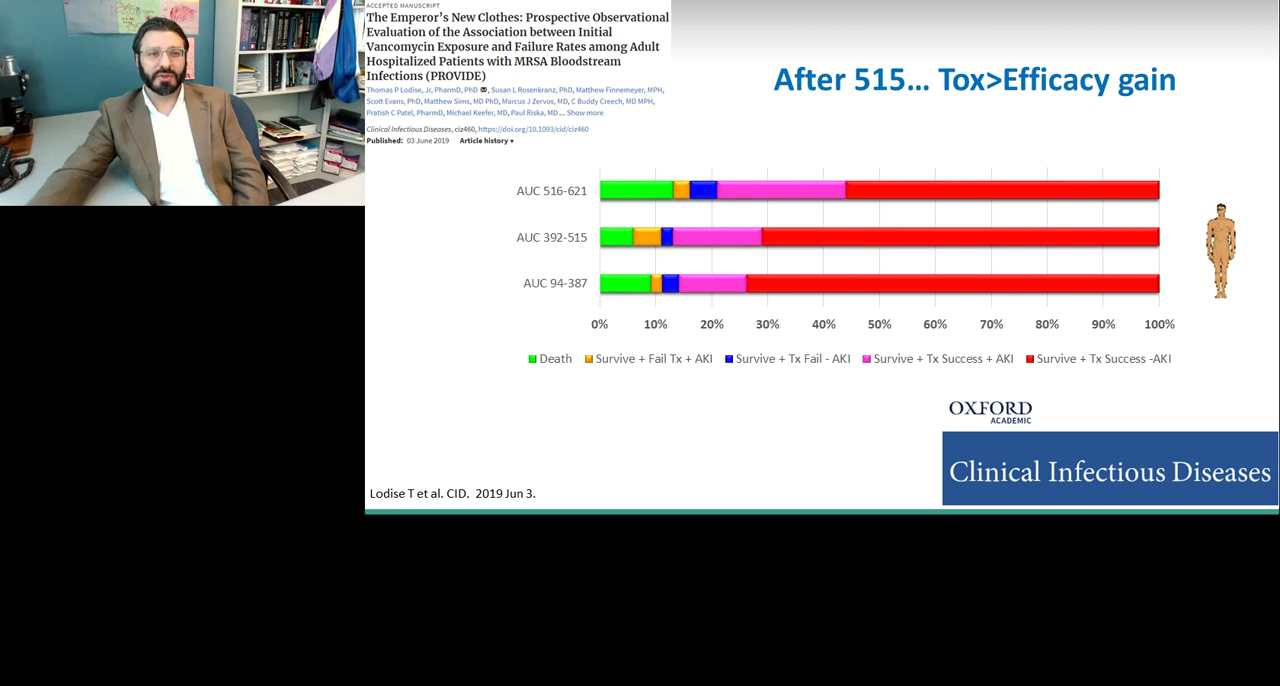 ACCEPTED MANUSCRIPT
The Emperor's New Clothes: Prospective Observational
Evaluation of the Association between Initial
Vancomycin Exposure and Failure Rates among Adult
Hospitalized Patients with MRSA Bloodstream
Infections (PROVIDE)
Thomas P Lodise, Jr, PharmD, PhD, Susan L Rosenkranz, PhD, Matthew Finnemeyer, MPH,
Scott Evans, PhD, Matthew Sims, MD PhD, Marcus J Zervos, MD, C Buddy Creech, MD MPH,
Pratish C Patel, PharmD, Michael Keefer, MD, Paul Riska, MD ... Show more
Clinical Infectious Diseases, ciz460, https://doi.org/10.1093/cid/ciz460
Published: 03 June 2019 Article history ▾
After 515... Tox>Efficacy gain
AUC 516-621
AUC 392-515
AUC 94-387
0% 10% 20% 30% 40% 50% 60% 70% 80% 90% 100%
Death Survive + Fail Tx + AKI Survive + Tx Fail - AKI Survive + Tx Success + AKI Survive + Tx Success -AKI
OXFORD
ACADEMIC
Clinical Infectious Diseases
Lodise T et al. CID. 2019 Jun 3.